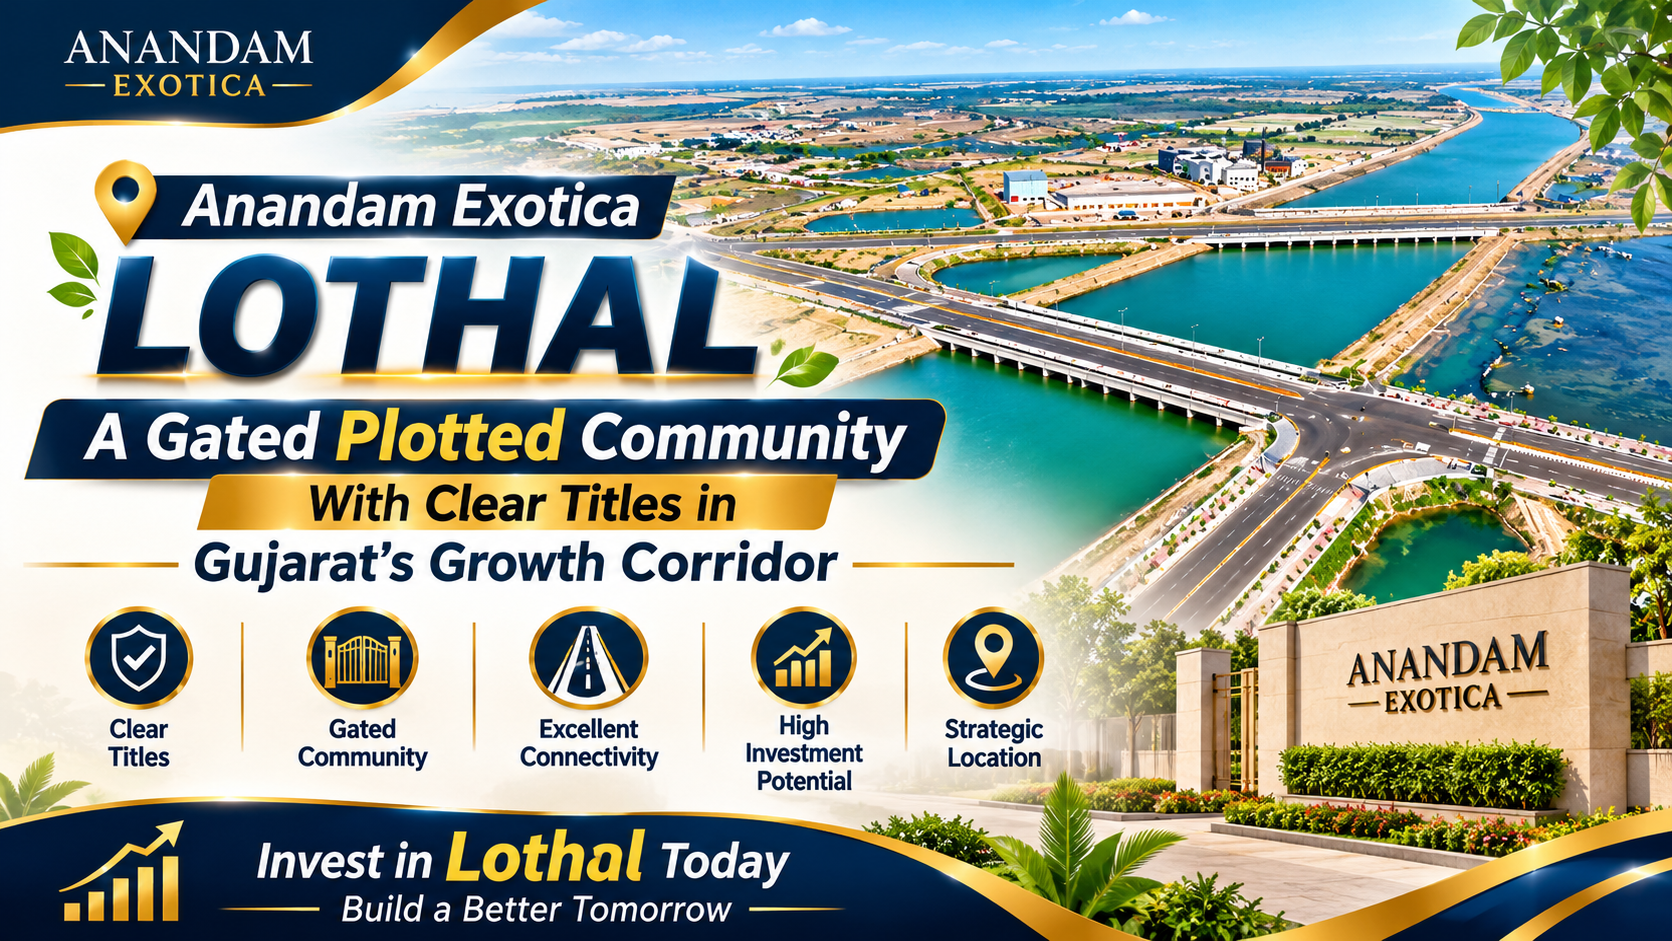 ANANDAM
EXOTICA
Anandam Exotica
LOTHAL
A Gated Plotted Community
With Clear Titles in
Gujarat's Growth Corridor
Clear
Titles
Gated
Community
Excellent
Connectivity
High
Investment
Potential
Strategic
Location
ANANDAM
EXOTICA
Invest in Lothal Today
Build a Better Tomorrow